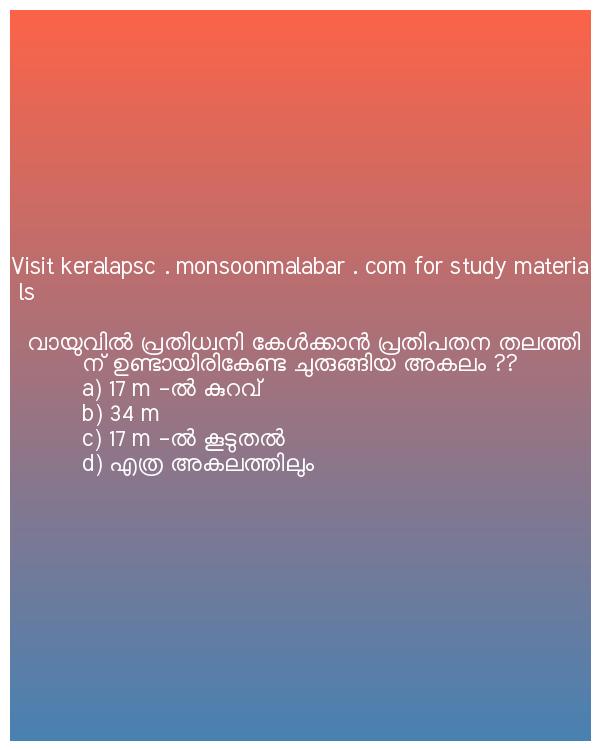 Visit keralapsc . monsoonmalabar . com for study materia
ls
വായുവിൽ പ്രതിധ്വനി കേൾക്കാൻ പ്രതിപതന തലത്തി
ന് ഉണ്ടായിരികേണ്ട ചുരുങ്ങിയ അകലം ??
a) 17 m -ൽ കുറവ്
b) 34 m
c) 17 m -ൽ കൂടുതൽ
d) എത്ര അകലത്തിലും